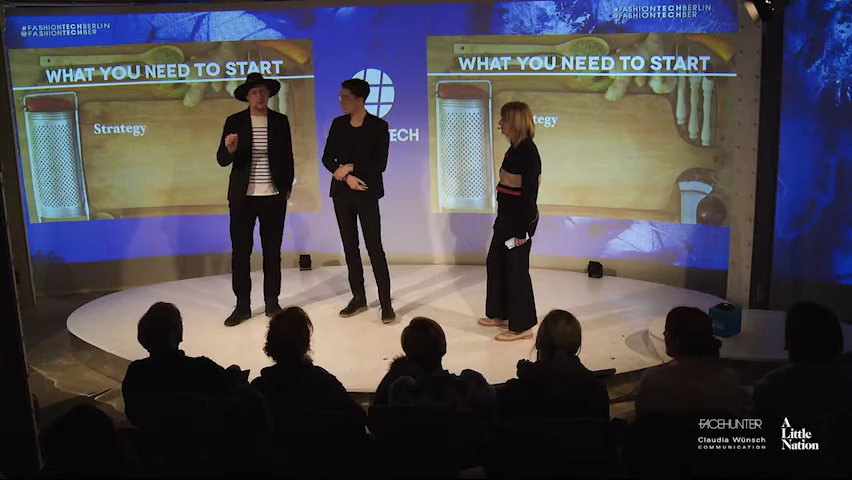 #FASHIONTECHBERLIN
@FASHIONTECHBER
#FASHIONTECHBERLIN
@FASHIONTECHBER
WHAT YOU NEED TO START
WHAT YOU NEED TO START
Strategy
tegy
TECH
FACEHUNTER
Claudia Wünsch
COMMUNICATION
A
Little
Nation